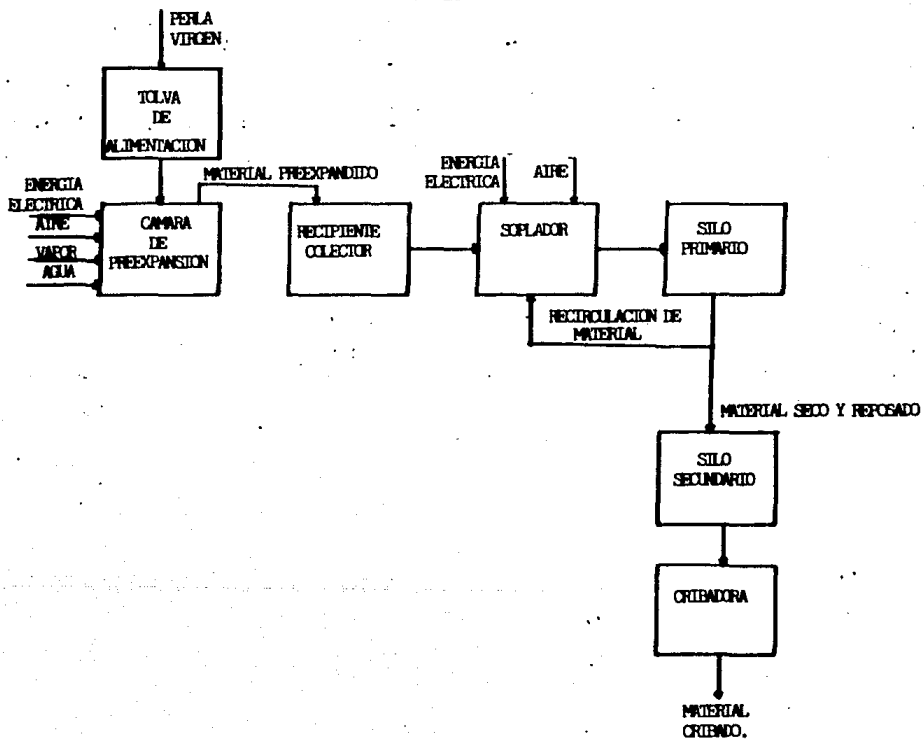 PERLA
VIRGEN
TOLVA
DE
ALIMENTACION
MATERIAL PREEXPANDIDO
ENERGIA
ELECTRICA
AIRE
VAPOR
AGUA
CAMARA
DE
PREEXPANSION
RECIPIENTE
COLECTOR
ENERGIA
ELECTRICA
AIRE
SOPLADOR
SILO
PRIMARIO
RECIRCULACION DE
MATERIAL
MATERIAL SECO Y REPOSADO
SILO
SECUNDARIO
CRIBADORA
MATERIAL
CRIBADO.